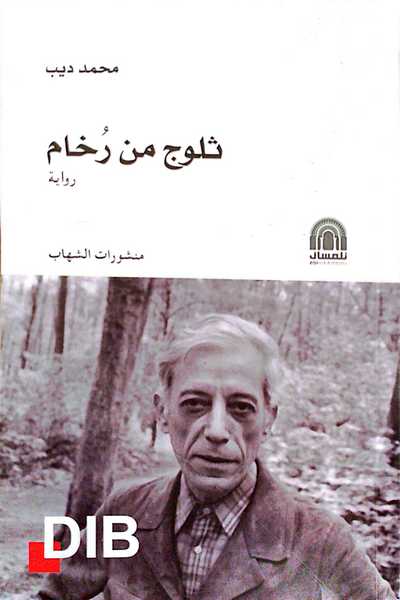 محمد ديب
ثلوج من رُخام
رواية
تلمسان
منشورات الشهاب
DIB